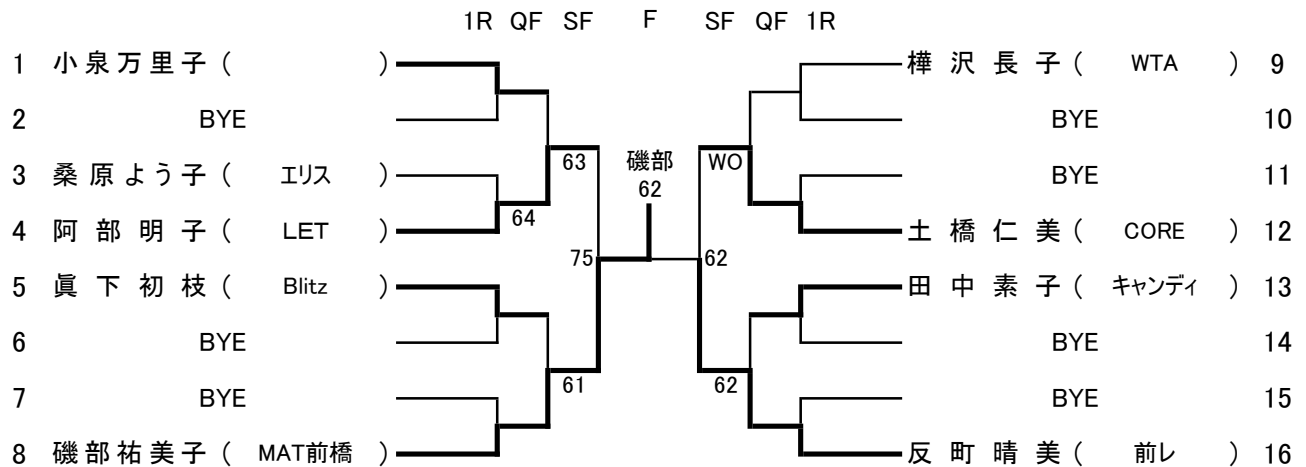 1R QF SF F SF QF 1R
1 小泉万里子 ( )
2 BYE
3 桑原よう子 ( エリス )
4 阿部明子 ( LET )
5 眞下初枝 ( Blitz )
6 BYE
7 BYE
8 磯部祐美子 ( MAT前橋 )
64
63
61
75
磯部
62
62
WO
62
樺沢長子 ( WTA ) 9
BYE 10
BYE 11
土橋仁美 ( CORE ) 12
田中素子 ( キャンディ ) 13
BYE 14
BYE 15
反町晴美 ( 前レ ) 16